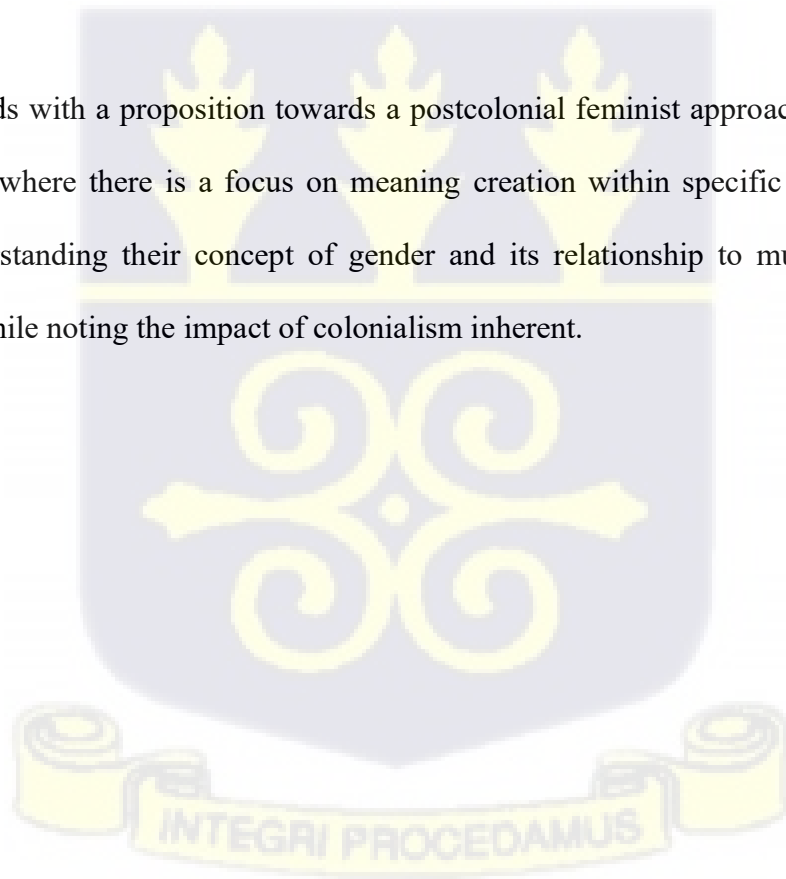 ds with a proposition towards a postcolonial feminist approac
where there is a focus on meaning creation within specific
standing their concept of gender and its relationship to mu
ile noting the impact of colonialism inherent.
INTEGRI PROCEDAMUS